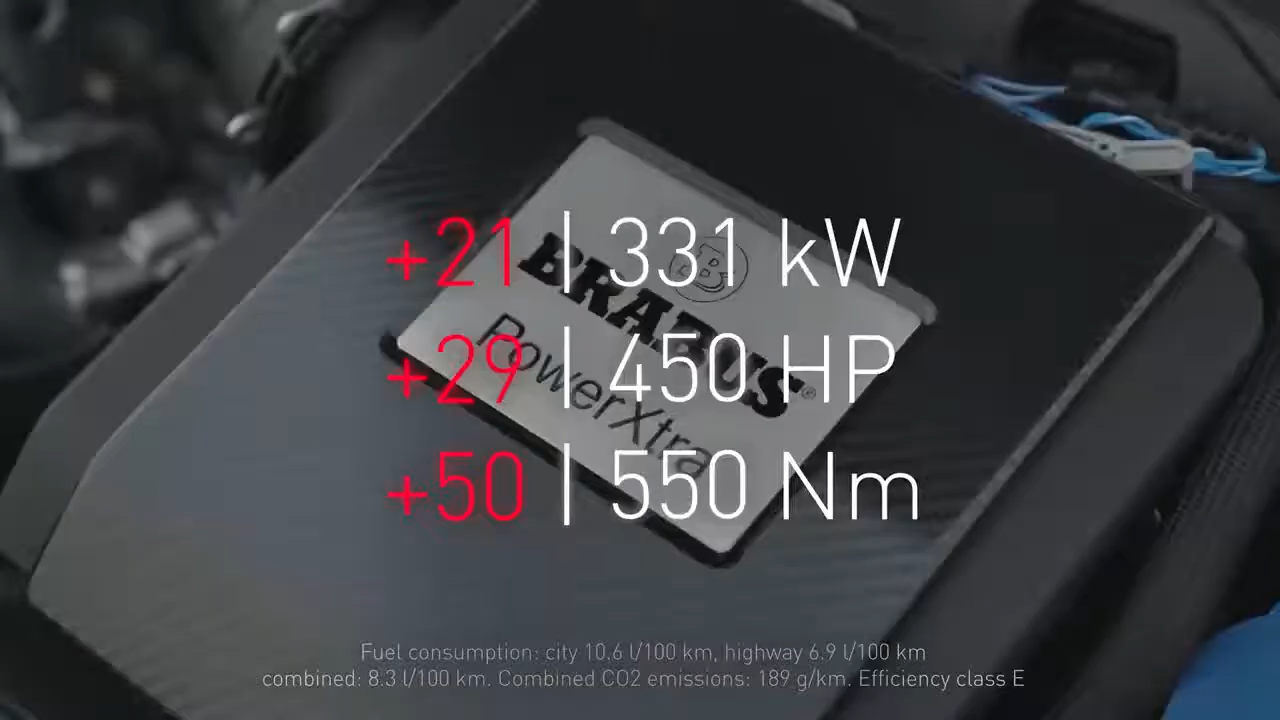 +21 | 331 kW
+29 | 450 HP
+50 | 550 Nm
BRABUS®
PowerXtra
Fuel consumption: city 10.6 l/100 km, highway 6.9 l/100 km
combined: 8.3 l/100 km. Combined CO2 emissions: 189 g/km. Efficiency class E